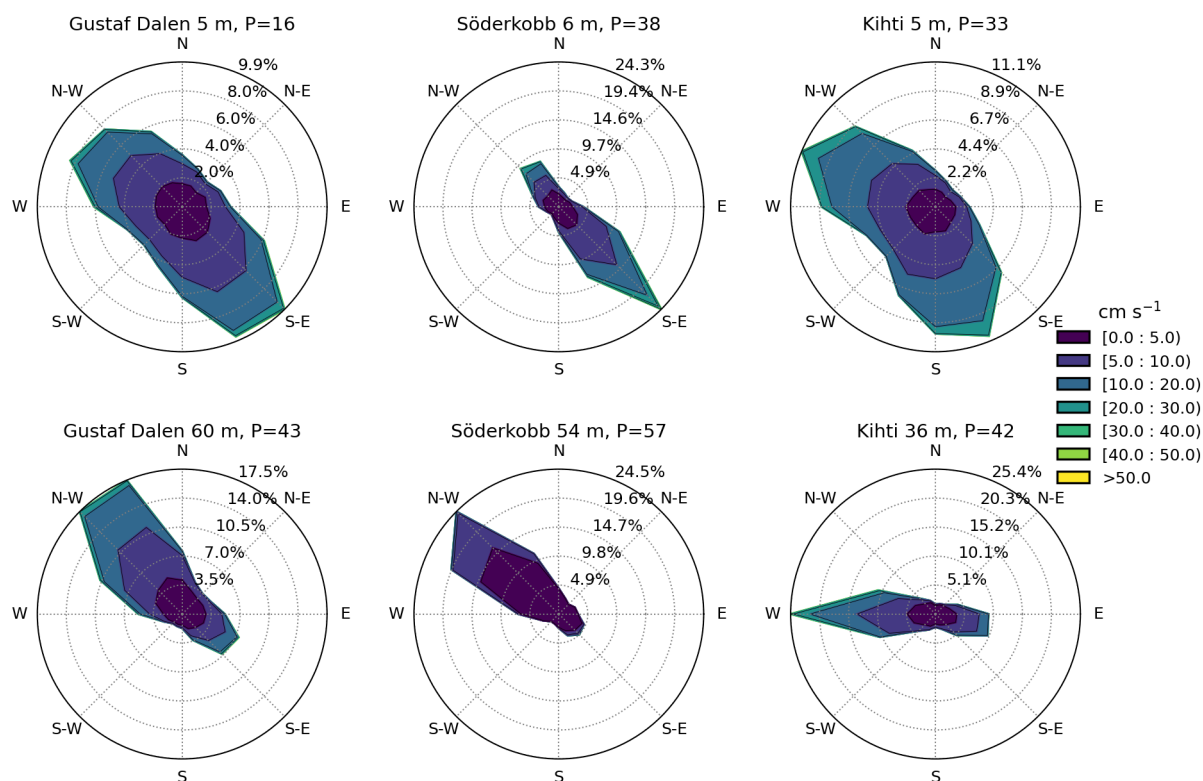 Gustaf Dalen 5 m, P=16
N
9.9%
N-W
8.0%
N-E
6.0%
4.0%
2.0%
W
E
S-W
S-E
S
Söderkobb 6 m, P=38
N
24.3%
N-W
19.4%
N-E
14.6%
9.7%
4.9%
W
E
S-W
S-E
S
Kihti 5 m, P=33
N
11.1%
N-W
8.9%
N-E
6.7%
4.4%
2.2%
W
E
S-W
S-E
S
cm s⁻¹
[0.0 : 5.0)
[5.0 : 10.0)
[10.0 : 20.0)
[20.0 : 30.0)
[30.0 : 40.0)
[40.0 : 50.0)
>50.0
Gustaf Dalen 60 m, P=43
N
17.5%
N-W
14.0%
N-E
10.5%
7.0%
3.5%
W
E
S-W
S-E
S
Söderkobb 54 m, P=57
N
24.5%
N-W
19.6%
N-E
14.7%
9.8%
4.9%
W
E
S-W
S-E
S
Kihti 36 m, P=42
N
25.4%
N-W
20.3%
N-E
15.2%
10.1%
5.1%
W
E
S-W
S-E
S